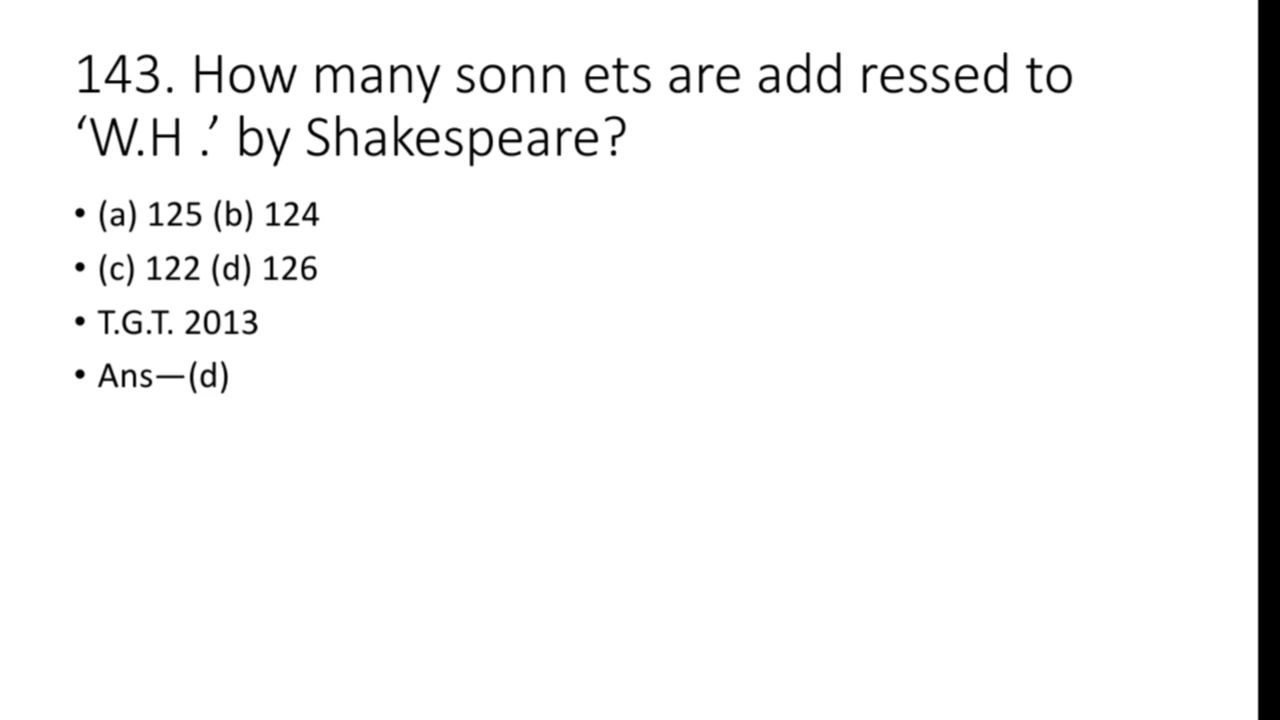 143. How many sonn ets are add ressed to
‘W.H .’ by Shakespeare?
• (a) 125 (b) 124
• (c) 122 (d) 126
• T.G.T. 2013
• Ans—(d)